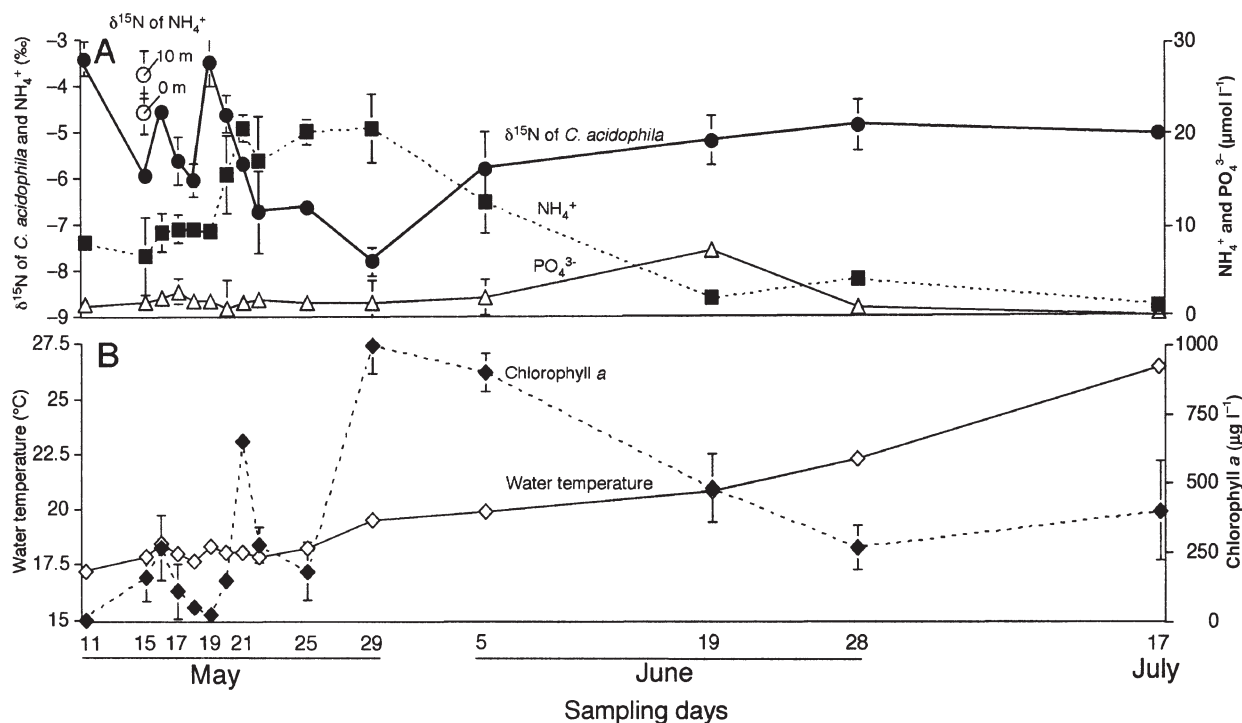 δ¹⁵N of NH₄⁺
A
10 m
0 m
δ¹⁵N of C. acidophila and NH₄⁺ (‰)
–3
–4
–5
–6
–7
–8
–9
δ¹⁵N of C. acidophila
NH₄⁺
PO₄³⁻
30
20
10
0
NH₄⁺ and PO₄³⁻ (µmol l⁻¹)
B
Water temperature (°C)
27.5
25
22.5
20
17.5
15
Chlorophyll a
Water temperature
1000
750
500
250
0
Chlorophyll a (µg l⁻¹)
11 15 17 19 21 25 29 5 19 28 17
May June July
Sampling days